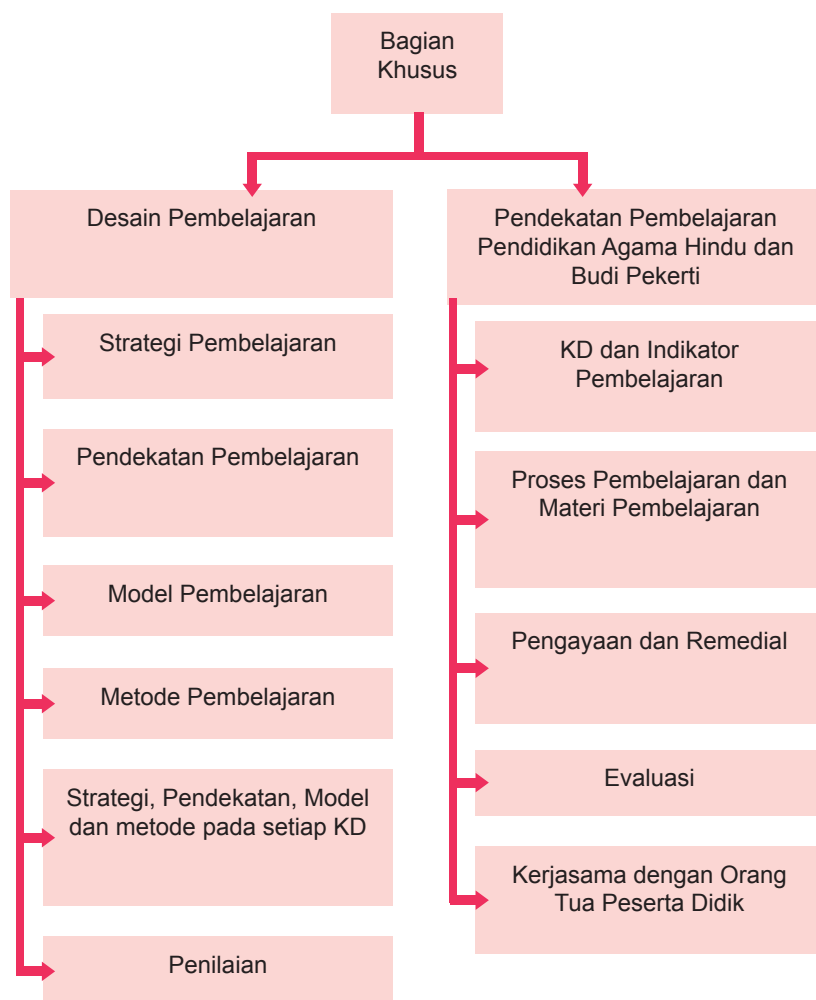 Bagian
Khusus
Desain Pembelajaran
Strategi Pembelajaran
Pendekatan Pembelajaran
Model Pembelajaran
Metode Pembelajaran
Strategi, Pendekatan, Model
dan metode pada setiap KD
Penilaian
Pendekatan Pembelajaran
Pendidikan Agama Hindu dan
Budi Pekerti
KD dan Indikator
Pembelajaran
Proses Pembelajaran dan
Materi Pembelajaran
Pengayaan dan Remedial
Evaluasi
Kerjasama dengan Orang
Tua Peserta Didik